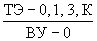 ТЭ – 0, 1, 3, К
ВУ – 0